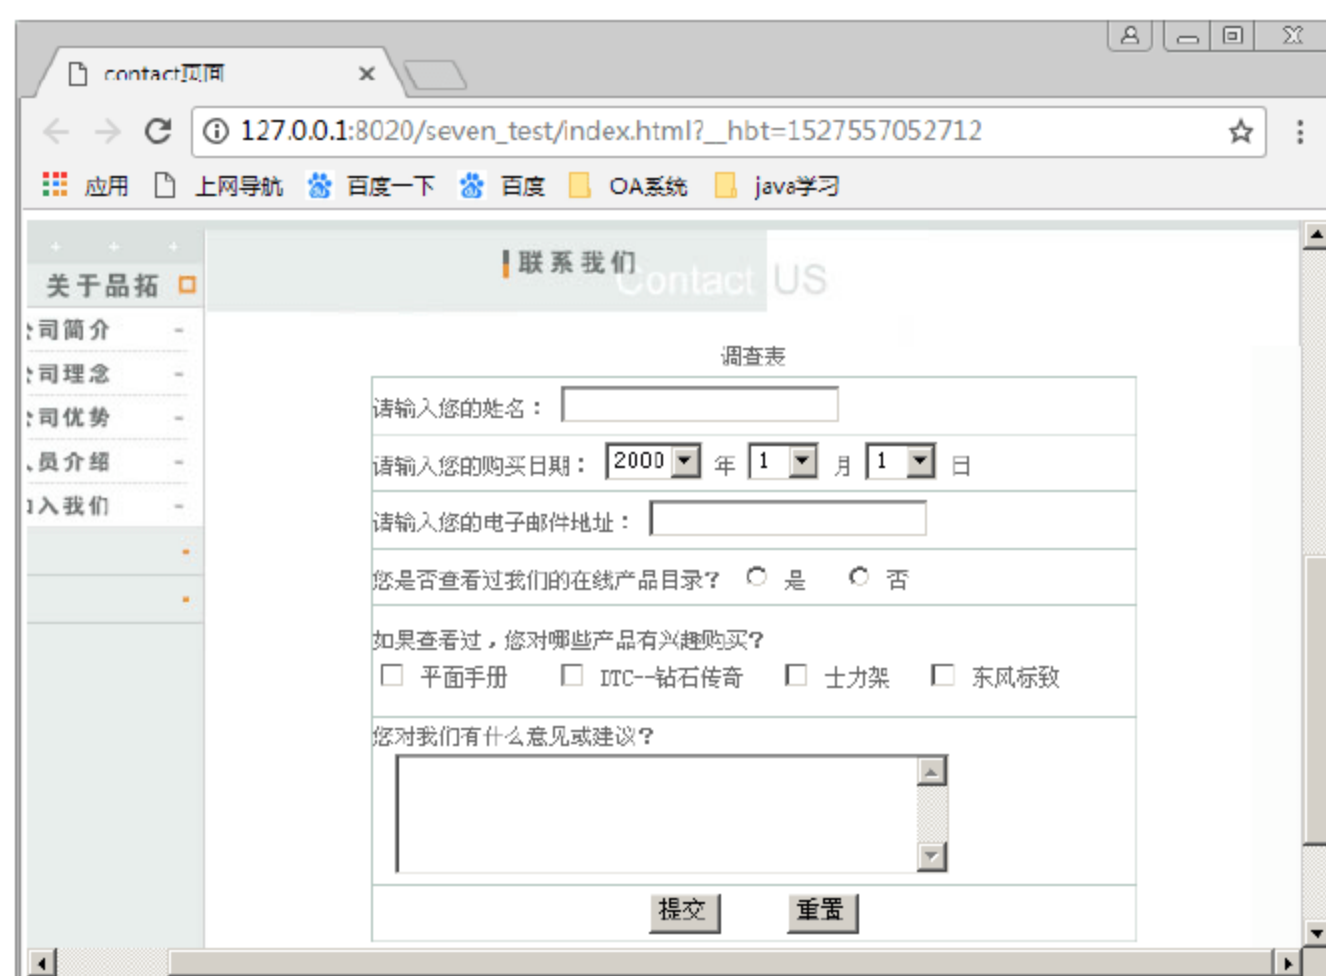 contact页面
127.0.0.1:8020/seven_test/index.html?__hbt=1527557052712
应用 上网导航 百度一下 百度 OA系统 java学习
关于品拓
司简介
司理念
司优势
员介绍
入我们
联系我们
Contact US
调查表
请输入您的姓名：
请输入您的购买日期： 2000 年 1 月 1 日
请输入您的电子邮件地址：
您是否查看过我们的在线产品目录? 是 否
如果查看过，您对哪些产品有兴趣购买?
平面手册 ITC--钻石传奇 士力架 东风标致
您对我们有什么意见或建议?
提交 重置